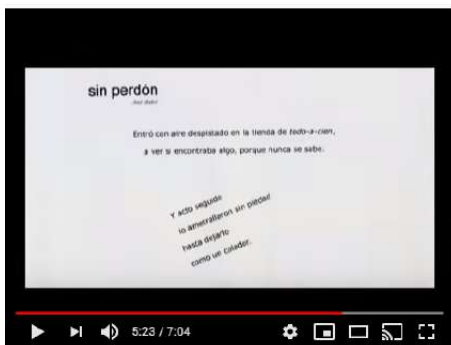 sin perdón
Entró con aire despistado en la tienda de todo-a-cien,
a ver si encontraba algo, porque nunca se sabe.
Y acto seguido
lo ametrallaron sin piedad
hasta dejarlo
como un colador.
5:23 / 7:04